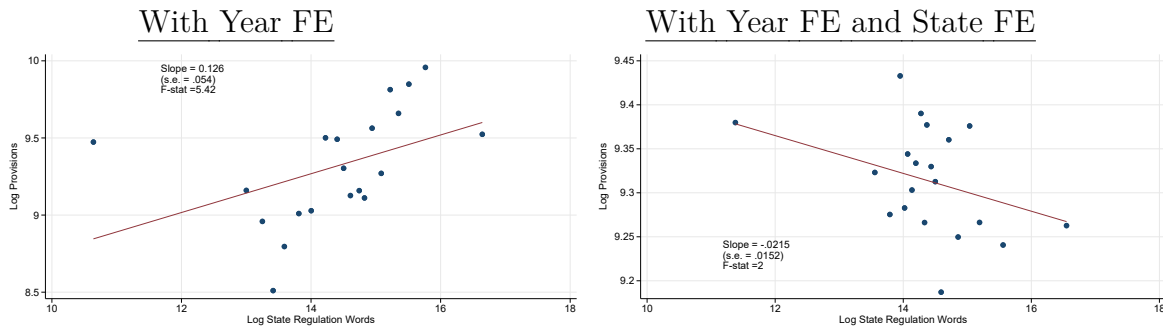 With Year FE
With Year FE and State FE
Slope = 0.126
(s.e. = .054)
F-stat =5.42
10
9.5
9
8.5
Log Provisions
10 12 14 16 18
Log State Regulation Words
9.45
9.4
9.35
9.3
9.25
9.2
Log Provisions
Slope = -.0215
(s.e. = .0152)
F-stat =2
10 12 14 16 18
Log State Regulation Words